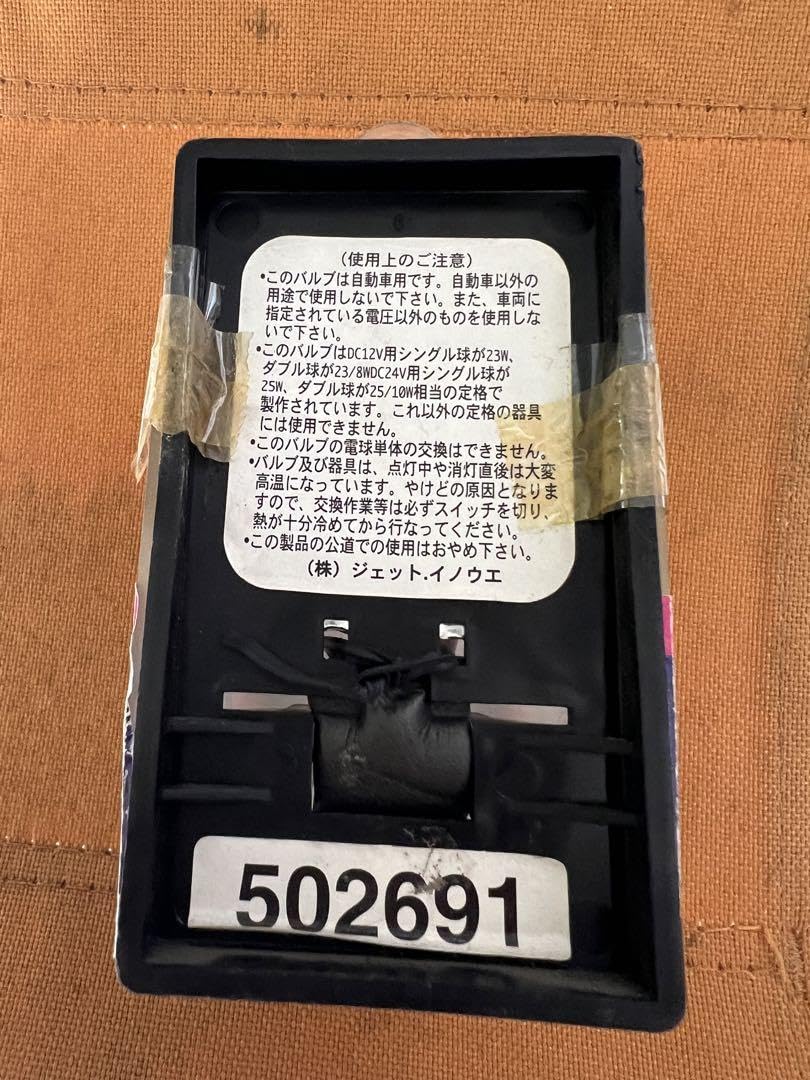 (使用上のご注意)
•このバルブは自動車用です。自動車以外の
用途で使用しないで下さい。また、車両に
指定されている電圧以外のものを使用しな
いで下さい。
•このバルブはDC12V用シングル球が23W、
ダブル球が23/8WDC24V用シングル球が
25W、ダブル球が25/10W相当の定格で
製作されています。これ以外の定格の器具
には使用できません。
•このバルブの電球単体の交換はできません。
•バルブ及び器具は、点灯中や消灯直後は大変
高温になっています。やけどの原因となりま
すので、交換作業等は必ずスイッチを切り、
熱が十分冷めてから行なってください。
•この製品の公道での使用はおやめ下さい。
(株)ジェット.イノウエ
502691